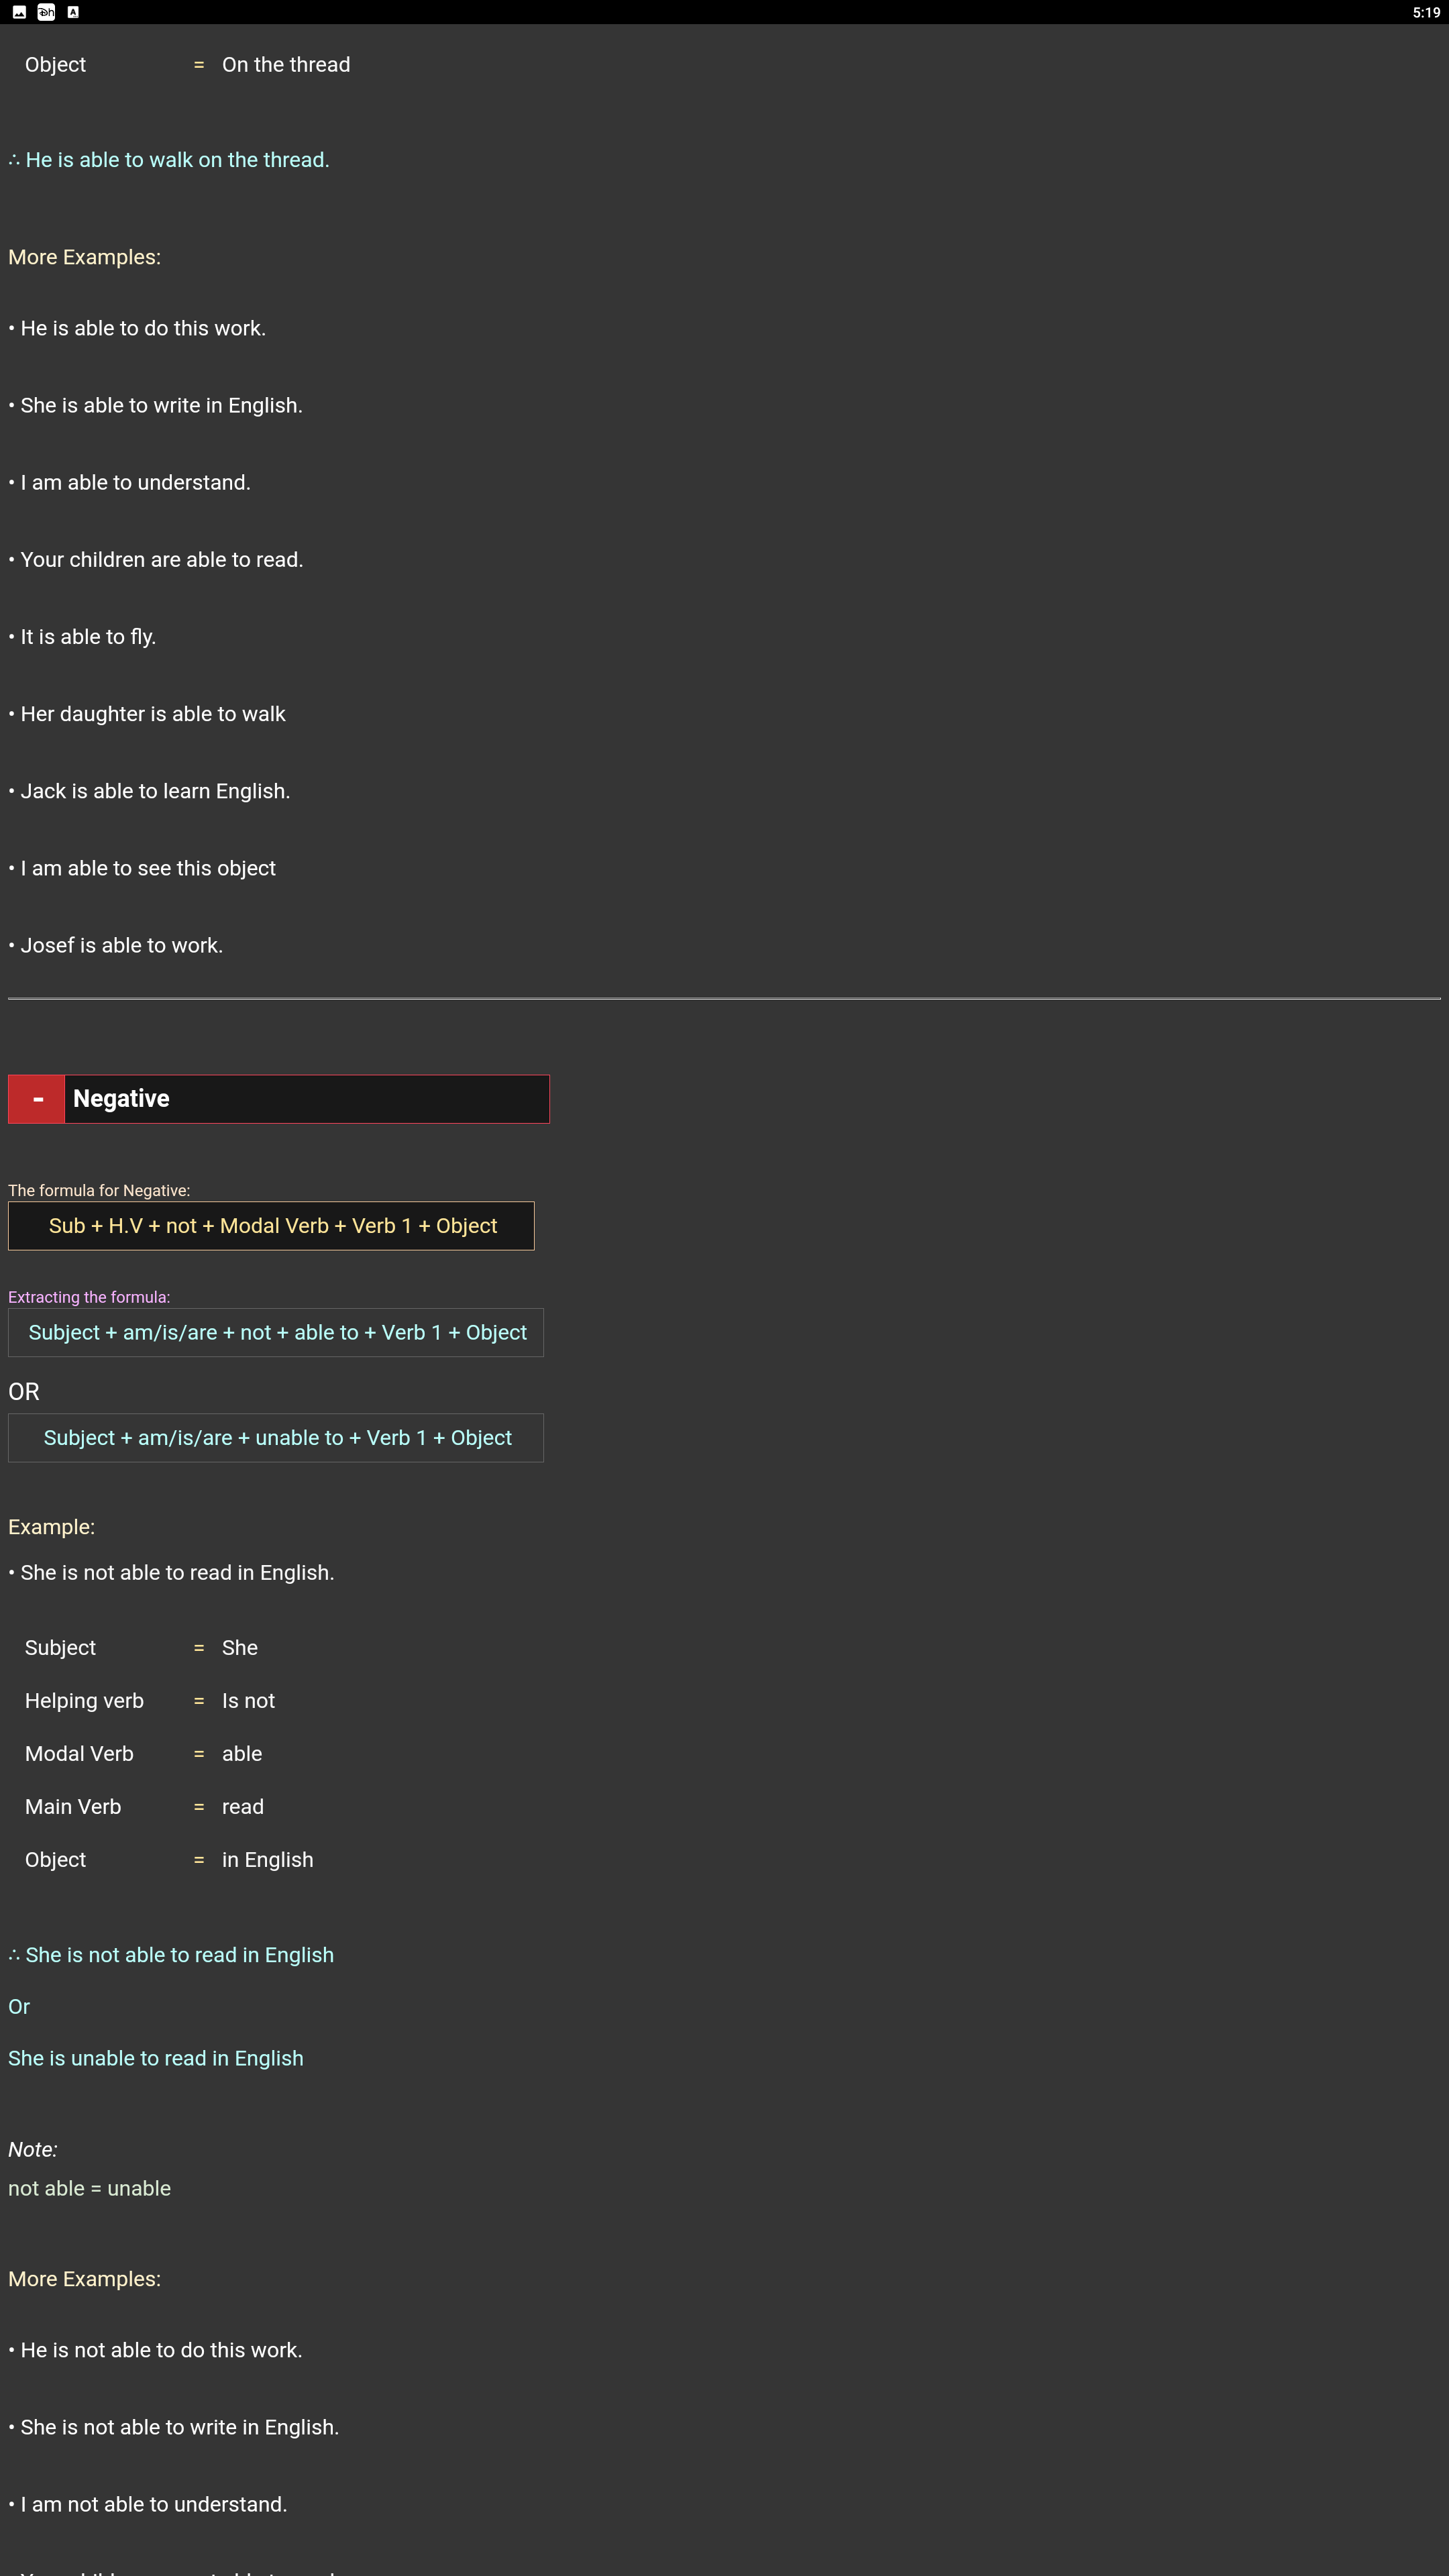 5:19
Object = On the thread
∴ He is able to walk on the thread.
More Examples:
• He is able to do this work.
• She is able to write in English.
• I am able to understand.
• Your children are able to read.
• It is able to fly.
• Her daughter is able to walk
• Jack is able to learn English.
• I am able to see this object
• Josef is able to work.
- Negative
The formula for Negative:
Sub + H.V + not + Modal Verb + Verb 1 + Object
Extracting the formula:
Subject + am/is/are + not + able to + Verb 1 + Object
OR
Subject + am/is/are + unable to + Verb 1 + Object
Example:
• She is not able to read in English.
Subject = She
Helping verb = Is not
Modal Verb = able
Main Verb = read
Object = in English
∴ She is not able to read in English
Or
She is unable to read in English
Note:
not able = unable
More Examples:
• He is not able to do this work.
• She is not able to write in English.
• I am not able to understand.